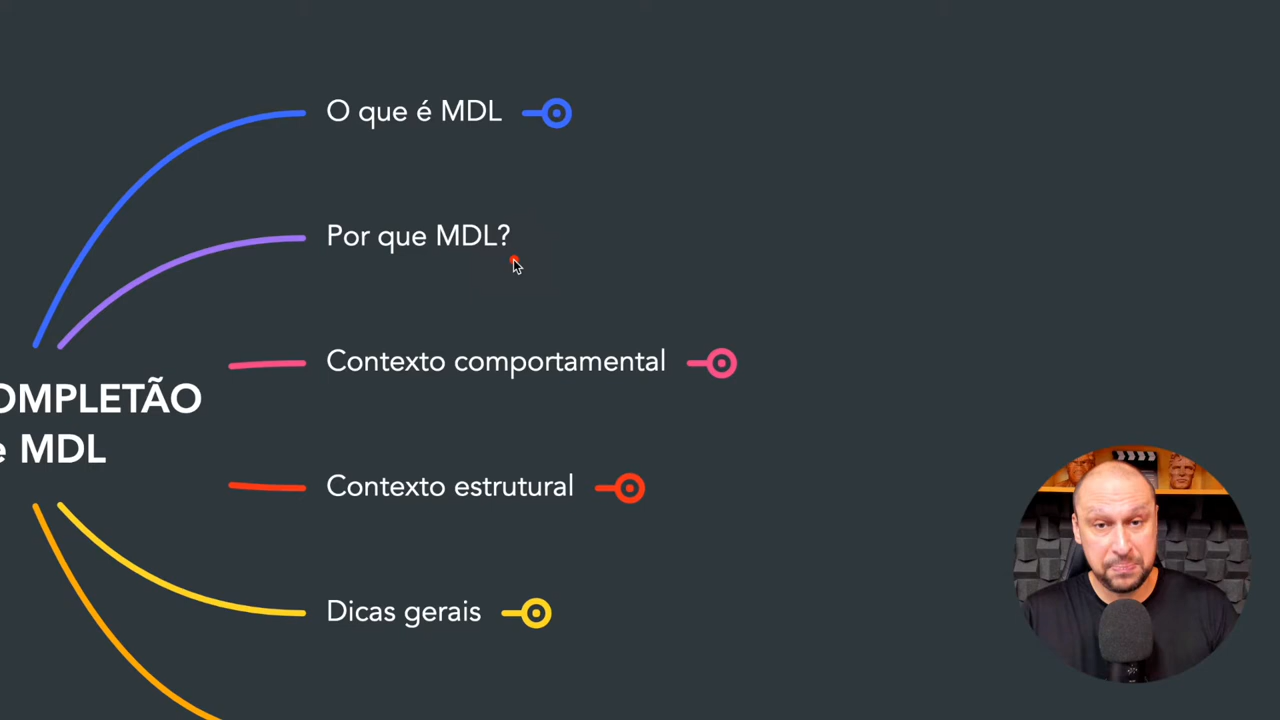 O que é MDL
Por que MDL?
Contexto comportamental
OMPLETÃO
e MDL
Contexto estrutural
Dicas gerais